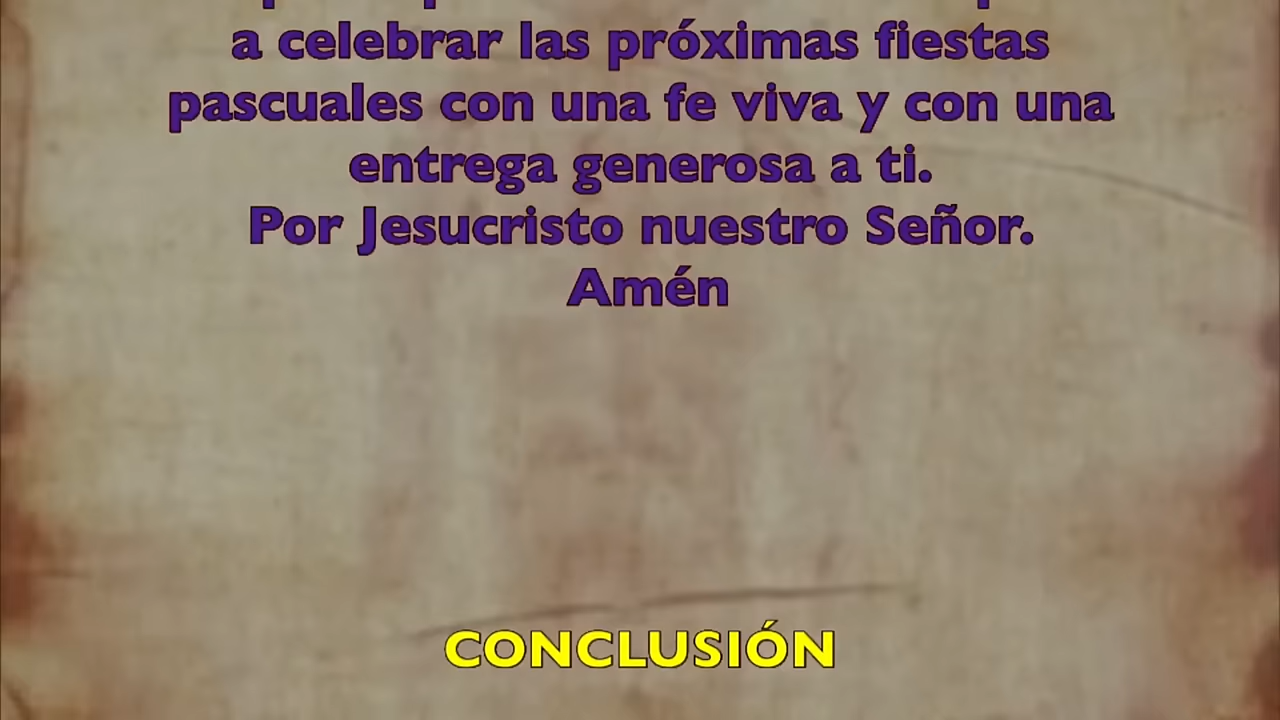 a celebrar las próximas fiestas
pascuales con una fe viva y con una
entrega generosa a ti.
Por Jesucristo nuestro Señor.
Amén
CONCLUSIÓN